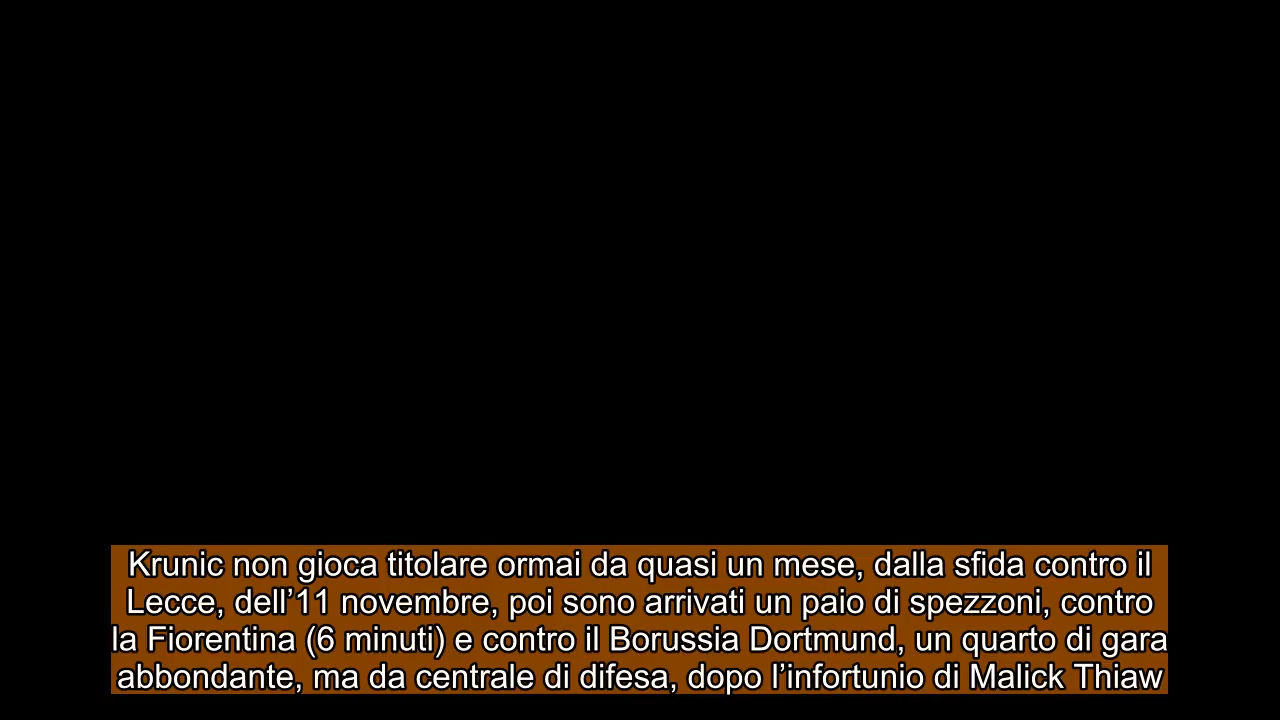 Krunic non gioca titolare ormai da quasi un mese, dalla sfida contro il
Lecce, dell’11 novembre, poi sono arrivati un paio di spezzoni, contro
la Fiorentina (6 minuti) e contro il Borussia Dortmund, un quarto di gara
abbondante, ma da centrale di difesa, dopo l’infortunio di Malick Thiaw